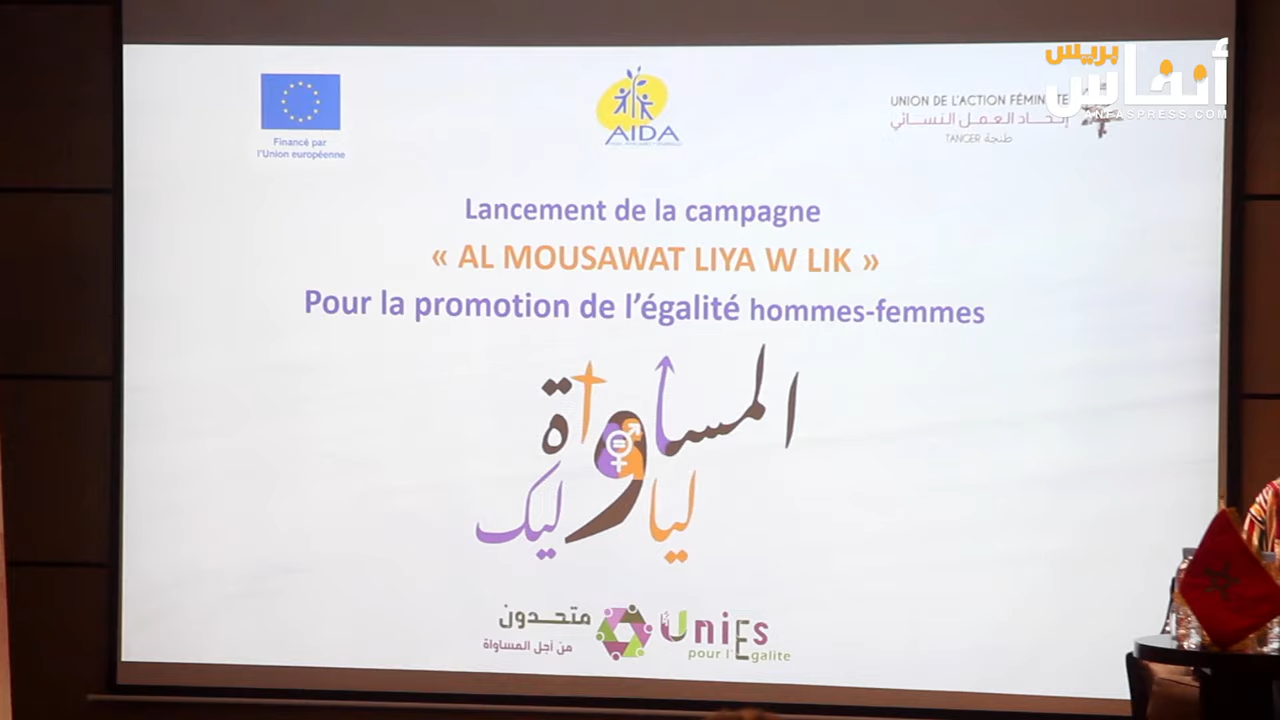 أنفاس بريس
ANFASPRESS.COM
Financé par
l'Union européenne
AIDA
UNION DE L'ACTION FÉMINI
إتحاد العمل النسائي
TANGER طنجة
Lancement de la campagne
« AL MOUSAWAT LIYA W LIK »
Pour la promotion de l'égalité hommes-femmes
المساواة
ليا و ليك
متحدون
من أجل المساواة
UniEs
pour l'Egalite